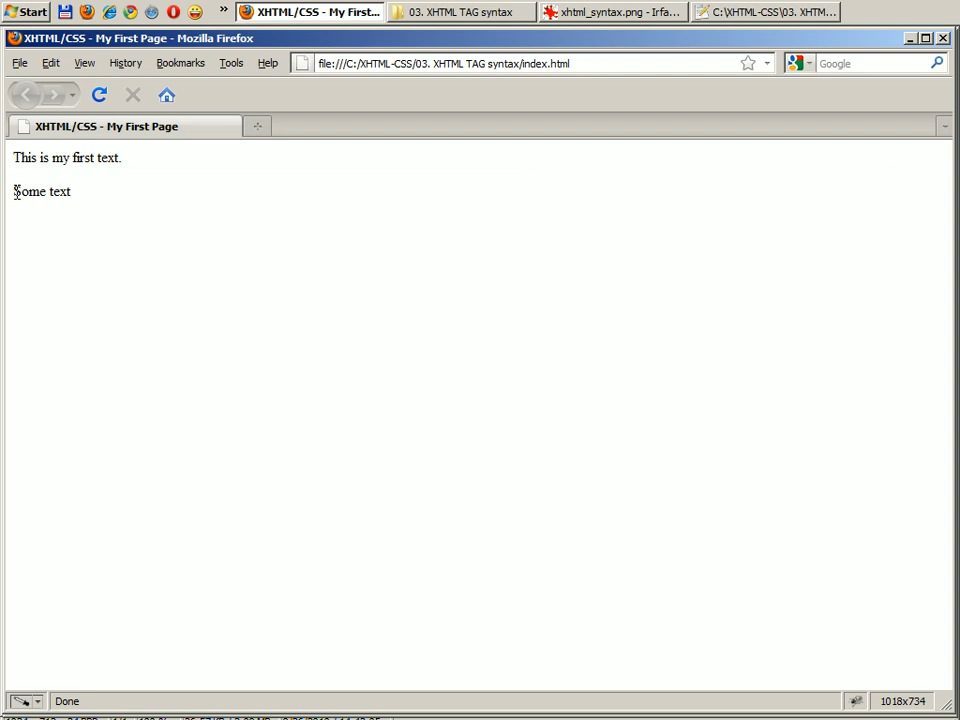 Start
»
XHTML/CSS - My First...
03. XHTML TAG syntax
xhtml_syntax.png - Irfa...
C:\XHTML-CSS\03. XHTM...
XHTML/CSS - My First Page - Mozilla Firefox
File Edit View History Bookmarks Tools Help
file:///C:/XHTML-CSS/03. XHTML TAG syntax/index.html
Google
XHTML/CSS - My First Page
This is my first text.
Some text
Done
1018x734